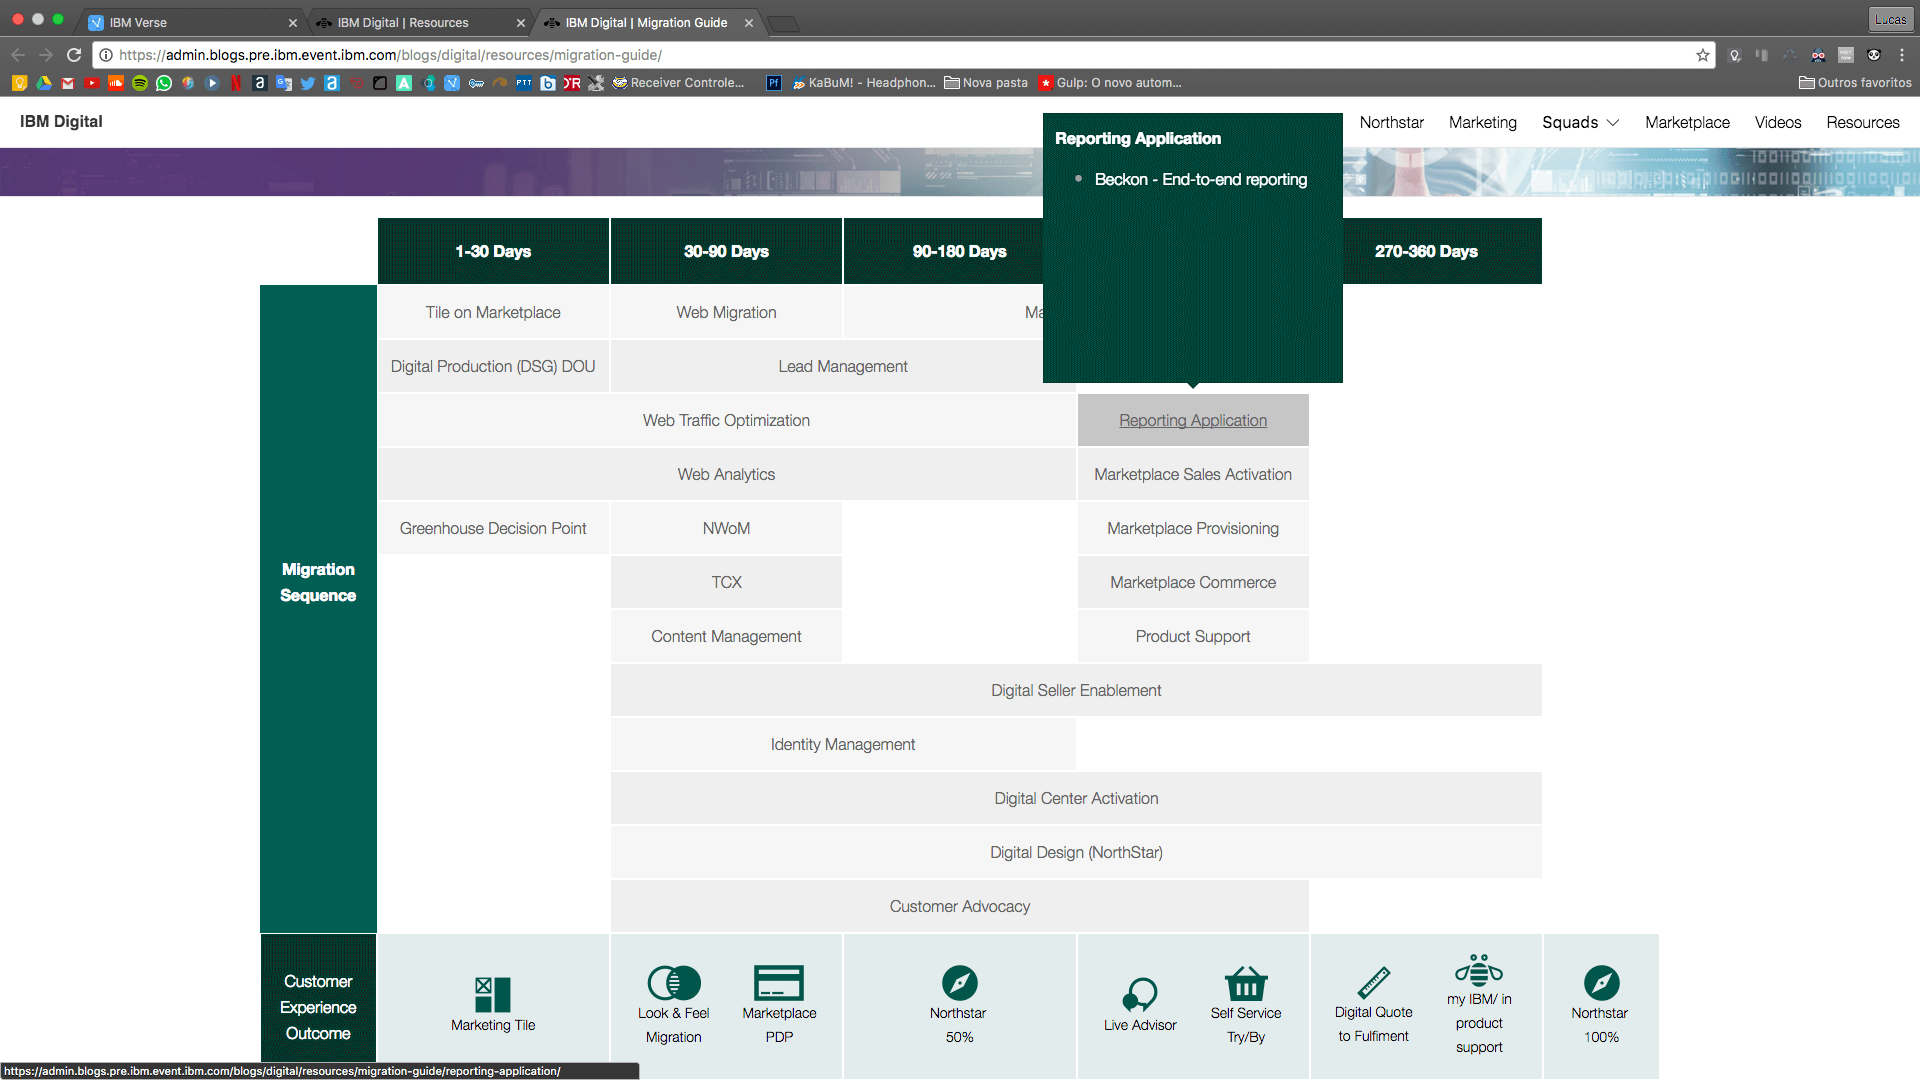 IBM Verse
IBM Digital | Resources
IBM Digital | Migration Guide
Lucas
https://admin.blogs.pre.ibm.event.ibm.com/blogs/digital/resources/migration-guide/
Receiver Controle...
KaBuM! - Headphon...
Nova pasta
Gulp: O novo autom...
Outros favoritos
IBM Digital
Northstar
Marketing
Squads
Marketplace
Videos
Resources
Reporting Application
Beckon - End-to-end reporting
1-30 Days
30-90 Days
90-180 Days
270-360 Days
Migration
Sequence
Tile on Marketplace
Web Migration
Ma
Digital Production (DSG) DOU
Lead Management
Web Traffic Optimization
Reporting Application
Web Analytics
Marketplace Sales Activation
Greenhouse Decision Point
NWoM
Marketplace Provisioning
TCX
Marketplace Commerce
Content Management
Product Support
Digital Seller Enablement
Identity Management
Digital Center Activation
Digital Design (NorthStar)
Customer Advocacy
Customer
Experience
Outcome
Marketing Tile
Look & Feel
Migration
Marketplace
PDP
Northstar
50%
Live Advisor
Self Service
Try/By
Digital Quote
to Fulfiment
my IBM/ in
product
support
Northstar
100%
https://admin.blogs.pre.ibm.event.ibm.com/blogs/digital/resources/migration-guide/reporting-application/